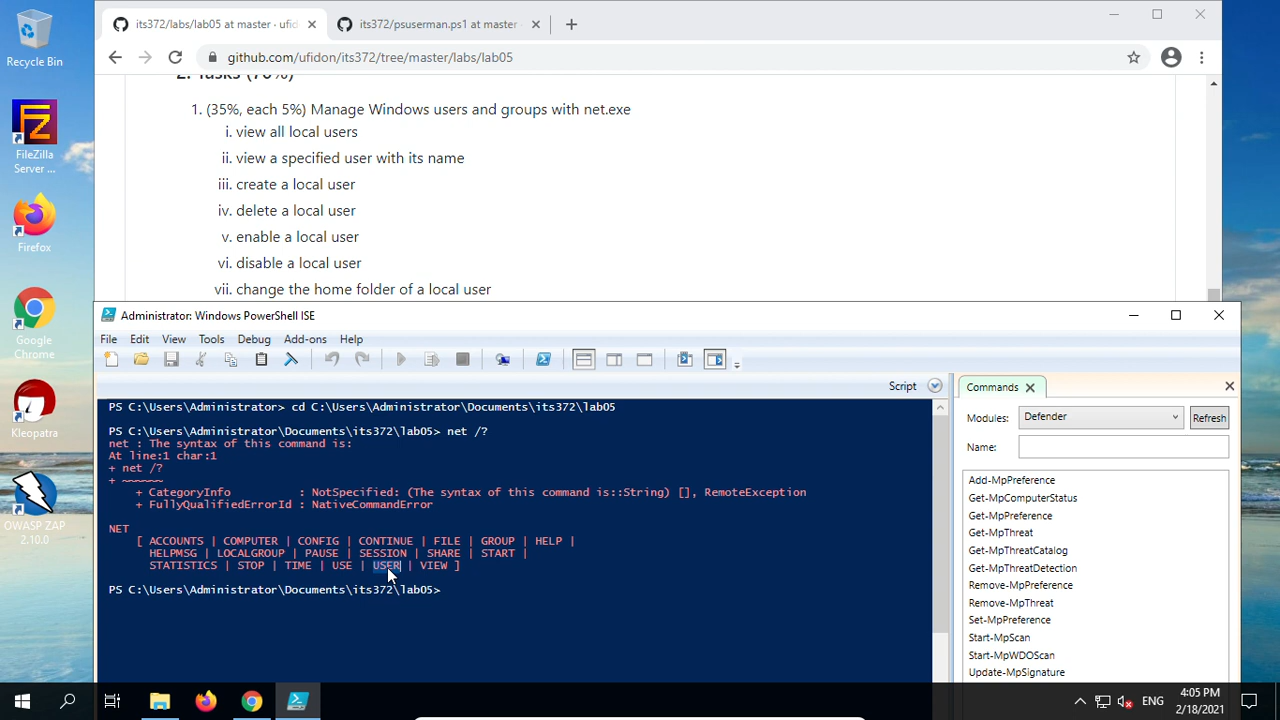 Recycle Bin
FileZilla
Server ...
Firefox
Google
Chrome
Kleopatra
OWASP ZAP
2.10.0
its372/labs/lab05 at master · ufid
its372/psuserman.ps1 at master ·
github.com/ufidon/its372/tree/master/labs/lab05
2. Tasks (70%)
1. (35%, each 5%) Manage Windows users and groups with net.exe
i. view all local users
ii. view a specified user with its name
iii. create a local user
iv. delete a local user
v. enable a local user
vi. disable a local user
vii. change the home folder of a local user
Administrator: Windows PowerShell ISE
File Edit View Tools Debug Add-ons Help
Script
PS C:\Users\Administrator> cd C:\Users\Administrator\Documents\its372\lab05
PS C:\Users\Administrator\Documents\its372\lab05> net /?
net : The syntax of this command is:
At line:1 char:1
+ net /?
+ ~~~~~~
+ CategoryInfo : NotSpecified: (The syntax of this command is::String) [], RemoteException
+ FullyQualifiedErrorId : NativeCommandError
NET
[ ACCOUNTS | COMPUTER | CONFIG | CONTINUE | FILE | GROUP | HELP |
HELPMSG | LOCALGROUP | PAUSE | SESSION | SHARE | START |
STATISTICS | STOP | TIME | USE | USER | VIEW ]
PS C:\Users\Administrator\Documents\its372\lab05>
Commands
Modules: Defender Refresh
Name:
Add-MpPreference
Get-MpComputerStatus
Get-MpPreference
Get-MpThreat
Get-MpThreatCatalog
Get-MpThreatDetection
Remove-MpPreference
Remove-MpThreat
Set-MpPreference
Start-MpScan
Start-MpWDOScan
Update-MpSignature
ENG
4:05 PM
2/18/2021